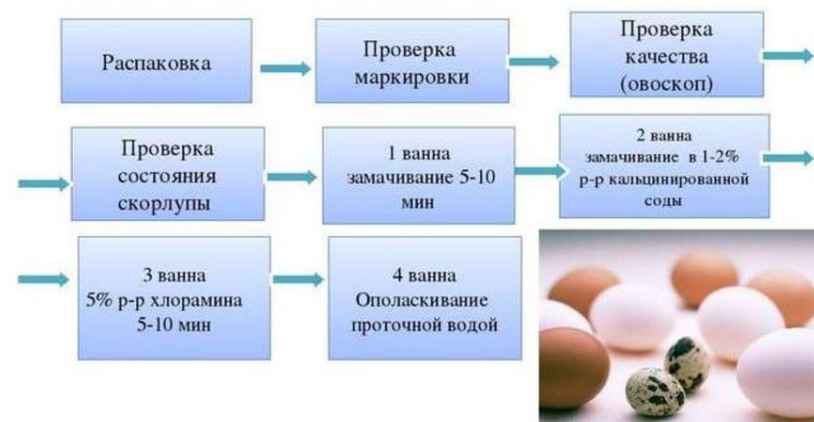 Распаковка
Проверка
маркировки
Проверка
качества
(овоскоп)
Проверка
состояния
скорлупы
1 ванна
замачивание 5-10
мин
2 ванна
замачивание в 1-2%
р-р кальцинированной
соды
3 ванна
5% р-р хлорамина
5-10 мин
4 ванна
Ополаскивание
проточной водой